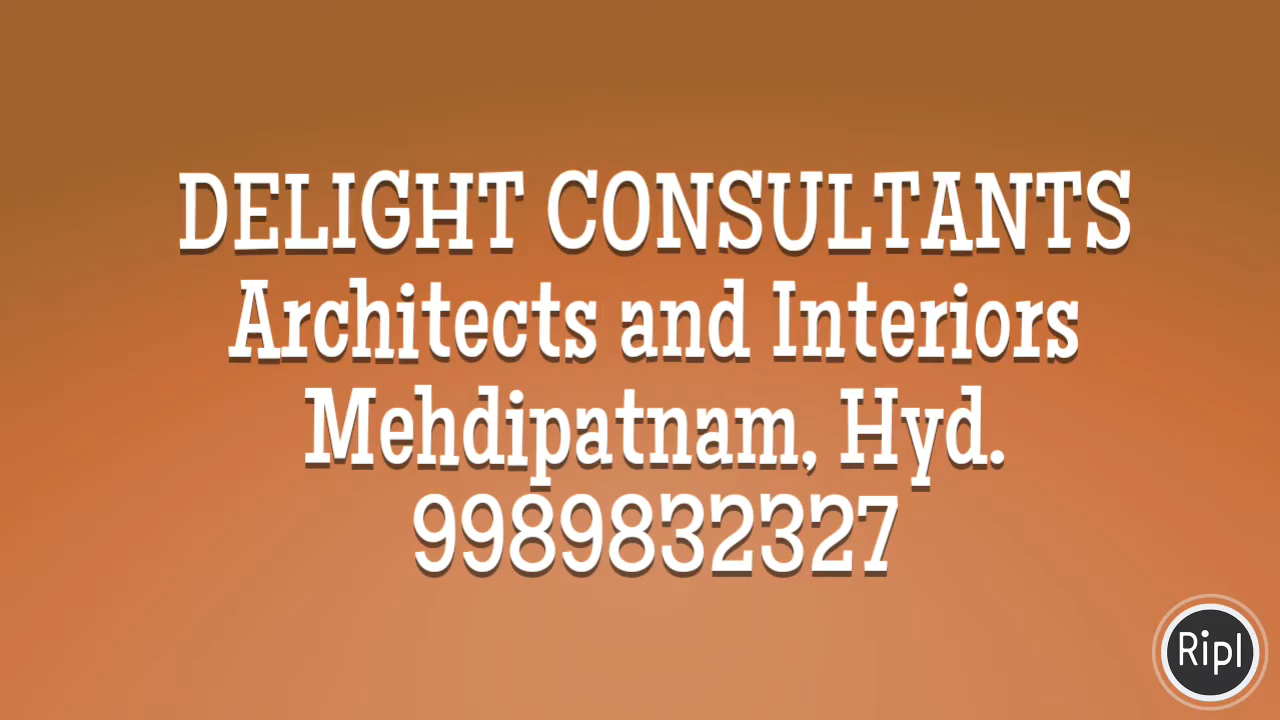 DELIGHT CONSULTANTS
Architects and Interiors
Mehdipatnam, Hyd.
9989832327
Ripl